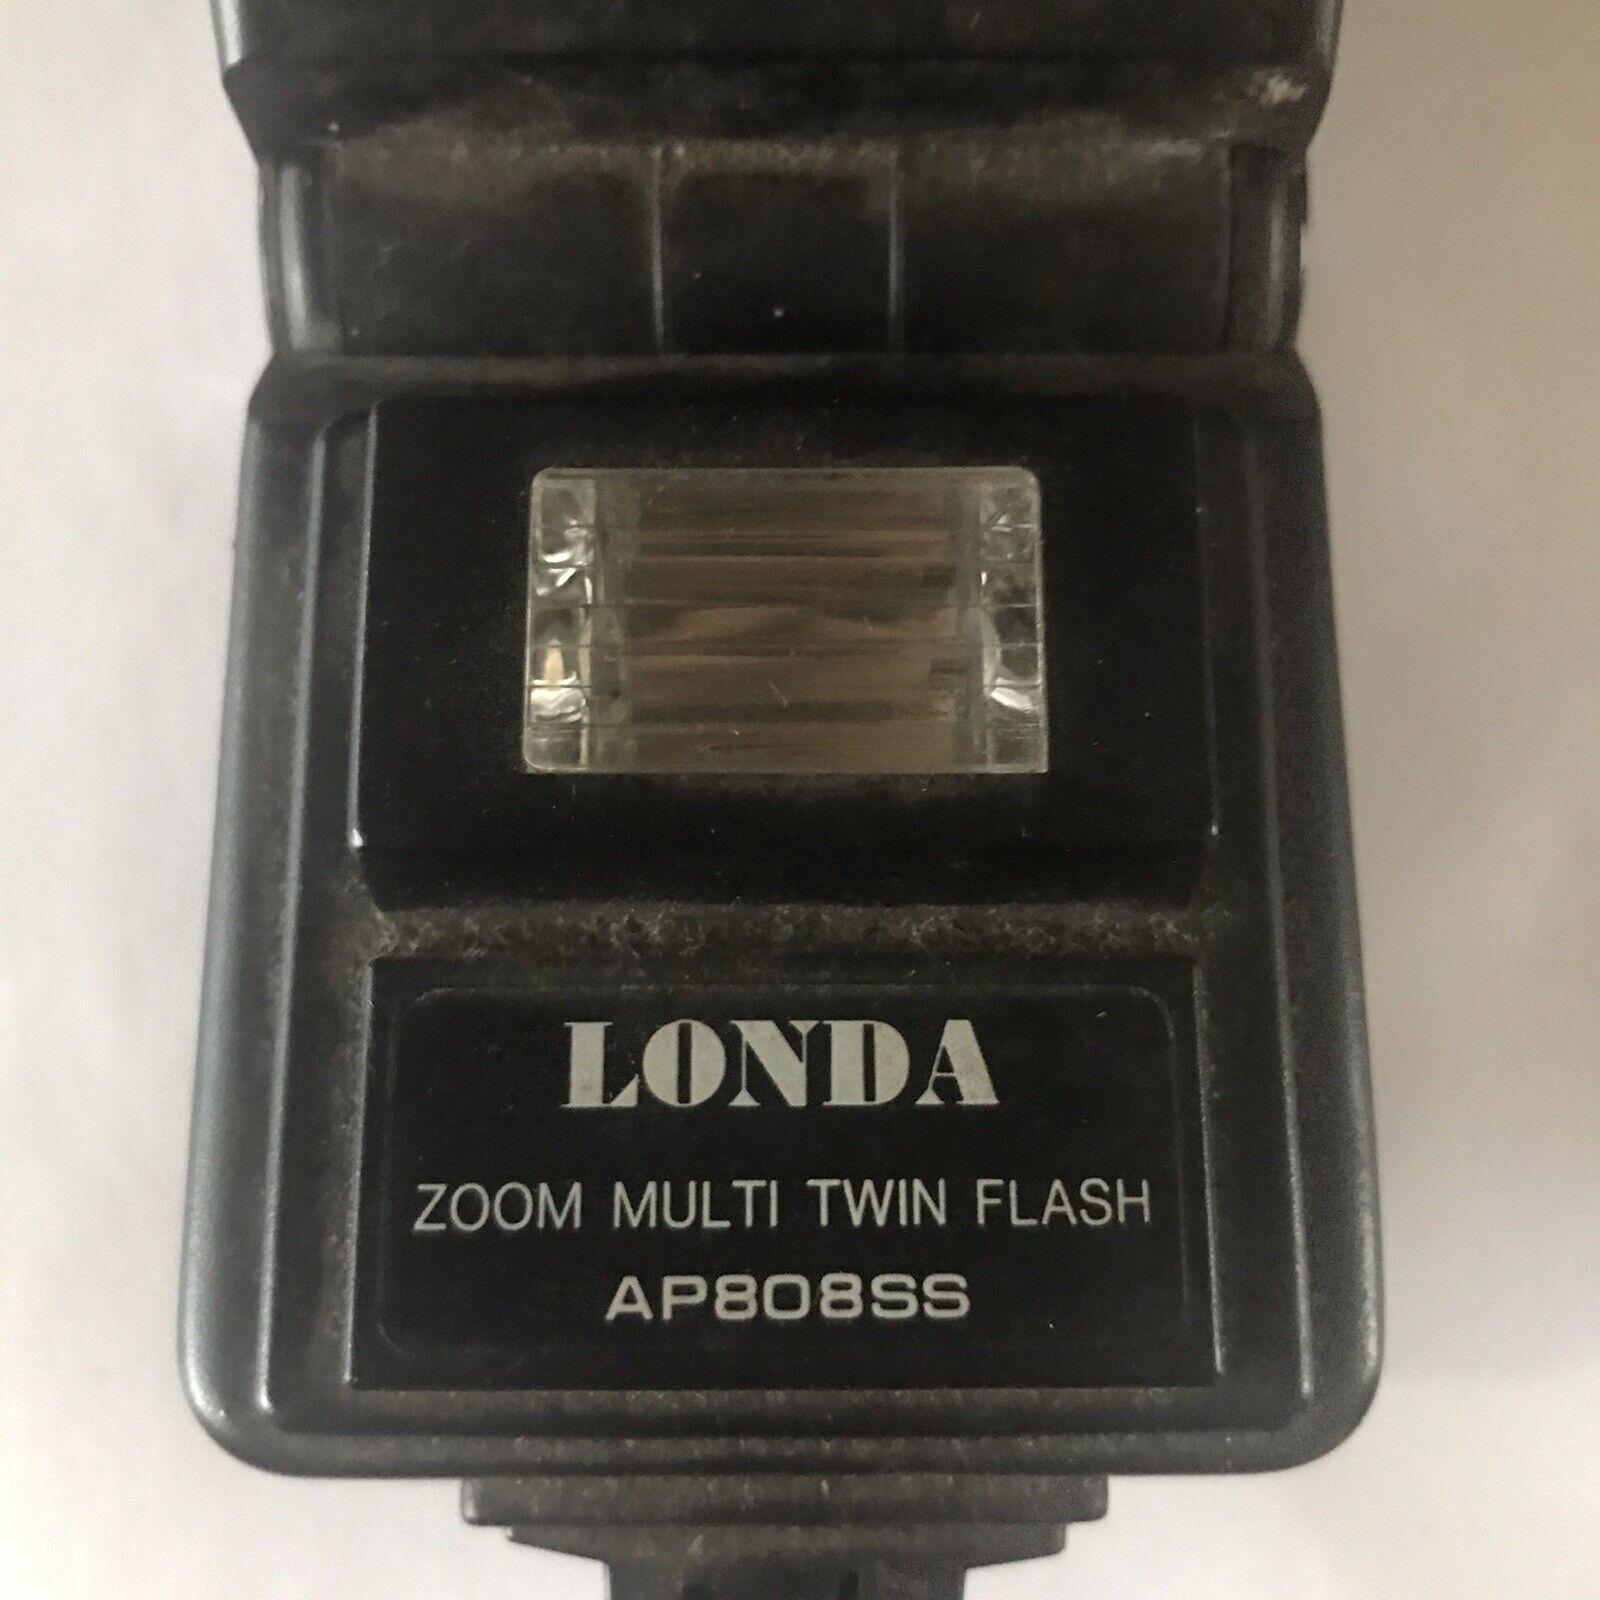 LONDA
ZOOM MULTI TWIN FLASH
AP808SS